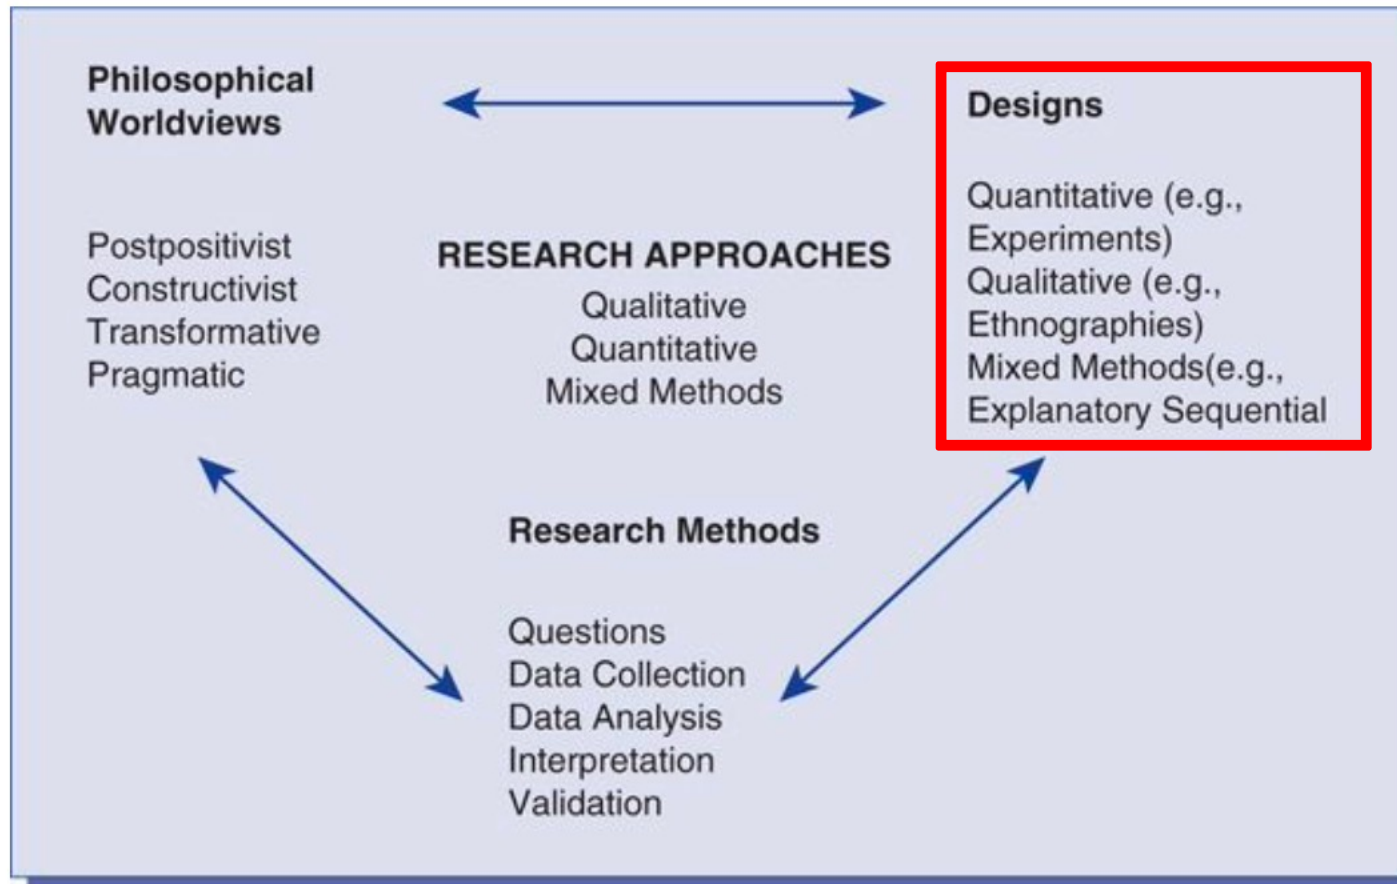 Philosophical
Worldviews
Postpositivist
Constructivist
Transformative
Pragmatic
RESEARCH APPROACHES
Qualitative
Quantitative
Mixed Methods
Designs
Quantitative (e.g.,
Experiments)
Qualitative (e.g.,
Ethnographies)
Mixed Methods(e.g.,
Explanatory Sequential
Research Methods
Questions
Data Collection
Data Analysis
Interpretation
Validation